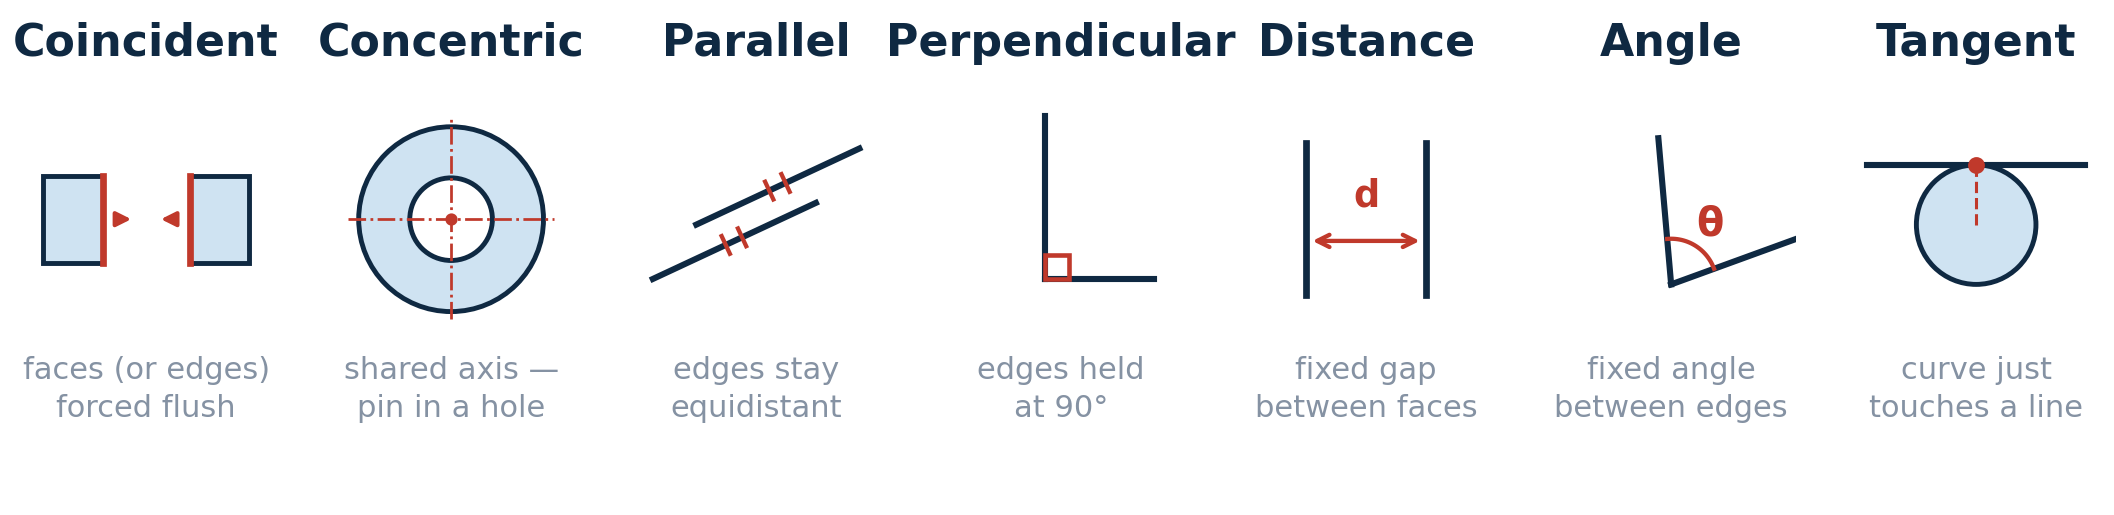 Coincident
faces (or edges)
forced flush
Concentric
shared axis —
pin in a hole
Parallel
edges stay
equidistant
Perpendicular
edges held
at 90°
Distance
d
fixed gap
between faces
Angle
θ
fixed angle
between edges
Tangent
curve just
touches a line